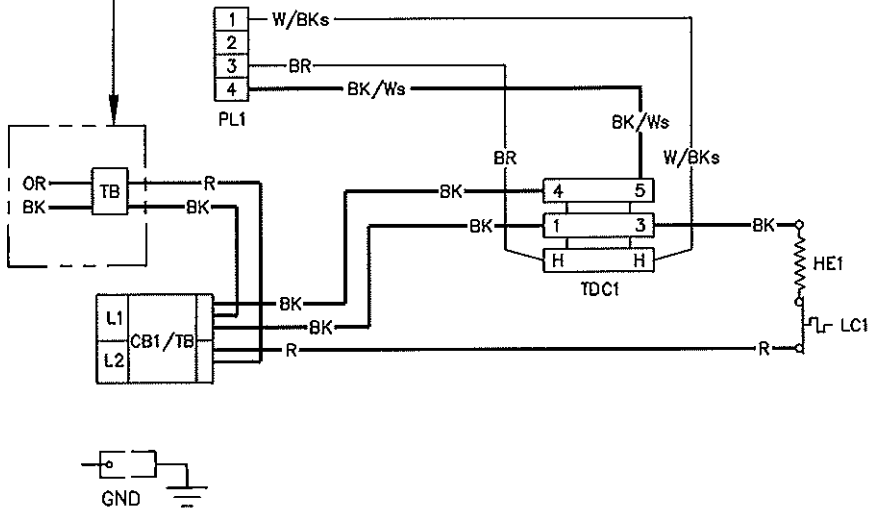 1 W/BKs
2
3 BR
4 BK/Ws
PL1
BK/Ws
BR W/BKs
OR TB R
BK BK
BK 4 5
BK 1 3 BK
H H
TDC1
HE1
L1 BK
CB1/TB BK
L2 R R
LC1
GND